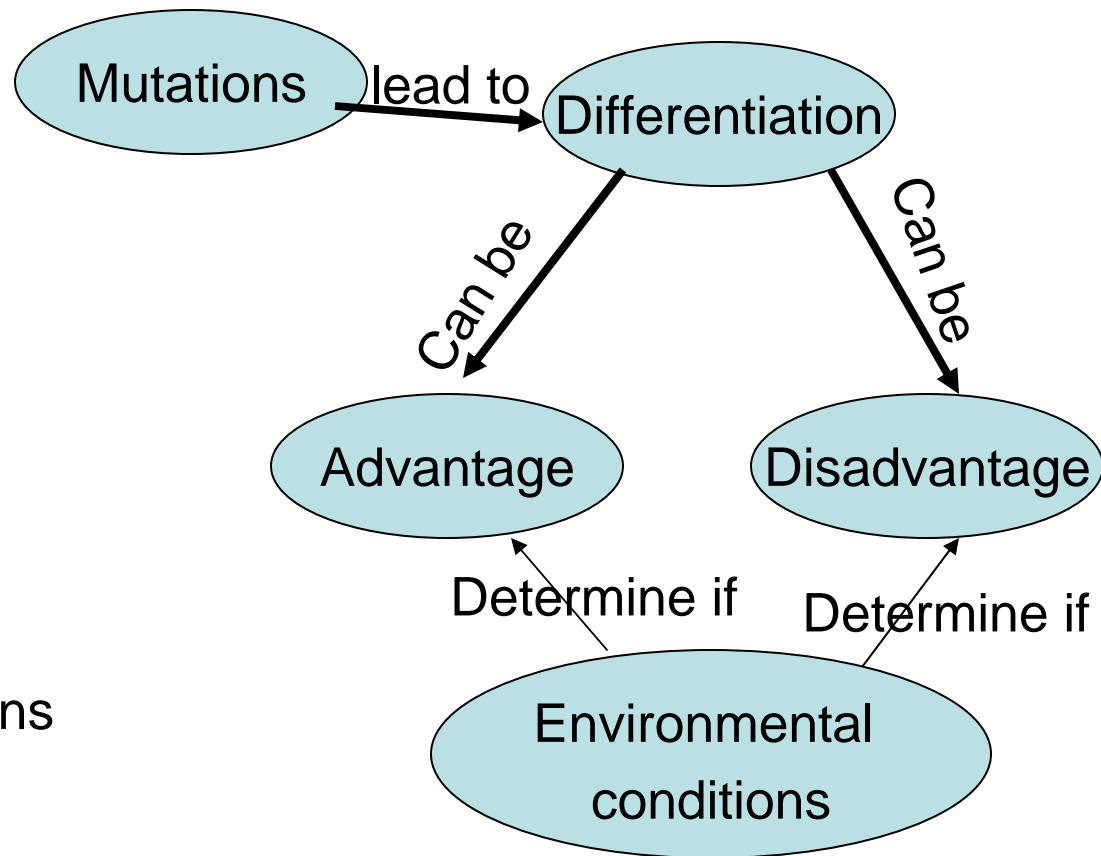 Mutations
lead to
Differentiation
Can be
Can be
Advantage
Disadvantage
Determine if
Determine if
ns
Environmental
conditions